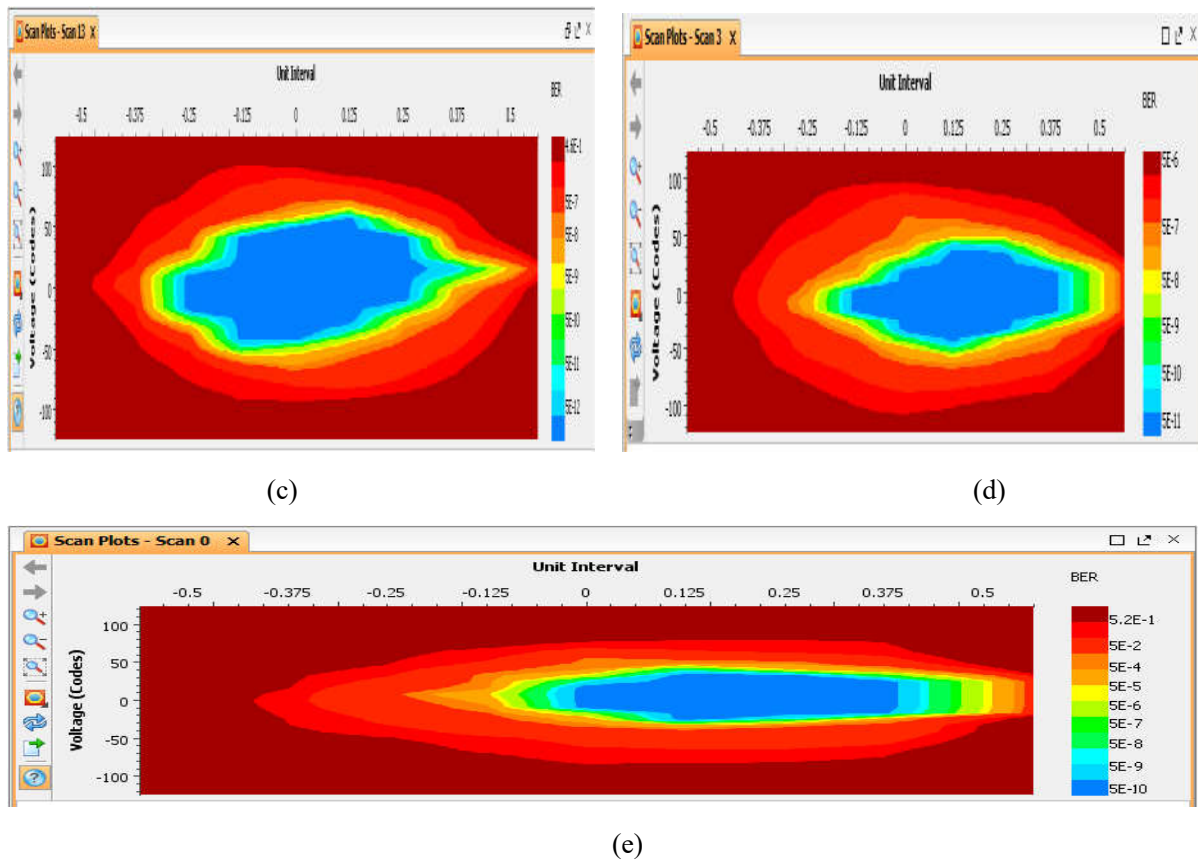 Scan Plots - Scan 13 X
Unit Interval
BER
-0.5 -0.375 -0.25 -0.125 0 0.125 0.25 0.375 0.5
4.6E-1
100
5E-7
50
5E-8
5E-9
0
5E-10
-50
5E-11
5E-12
-100
Voltage (Codes)
(c)
Scan Plots - Scan 3 X
Unit Interval
BER
-0.5 -0.375 -0.25 -0.125 0 0.125 0.25 0.375 0.5
5E-6
100
5E-7
50
5E-8
0
5E-9
-50
5E-10
-100
5E-11
Voltage (Codes)
(d)
Scan Plots - Scan 0 X
Unit Interval
BER
-0.5 -0.375 -0.25 -0.125 0 0.125 0.25 0.375 0.5
100
5.2E-1
5E-2
50
5E-4
5E-5
0
5E-6
5E-7
-50
5E-8
5E-9
-100
5E-10
Voltage (Codes)
(e)